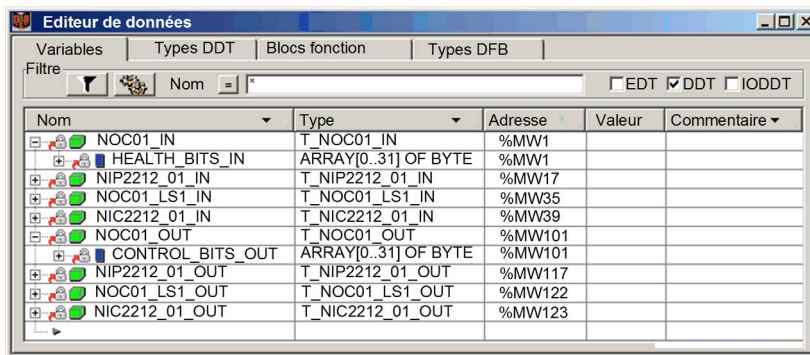 Editeur de données
Variables Types DDT Blocs fonction Types DFB
Filtre
Nom = * EDT DDT IODDT
Nom Type Adresse Valeur Commentaire
NOC01_IN T_NOC01_IN %MW1
HEALTH_BITS_IN ARRAY[0..31] OF BYTE %MW1
NIP2212_01_IN T_NIP2212_01_IN %MW17
NOC01_LS1_IN T_NOC01_LS1_IN %MW35
NIC2212_01_IN T_NIC2212_01_IN %MW39
NOC01_OUT T_NOC01_OUT %MW101
CONTROL_BITS_OUT ARRAY[0..31] OF BYTE %MW101
NIP2212_01_OUT T_NIP2212_01_OUT %MW117
NOC01_LS1_OUT T_NOC01_LS1_OUT %MW122
NIC2212_01_OUT T_NIC2212_01_OUT %MW123